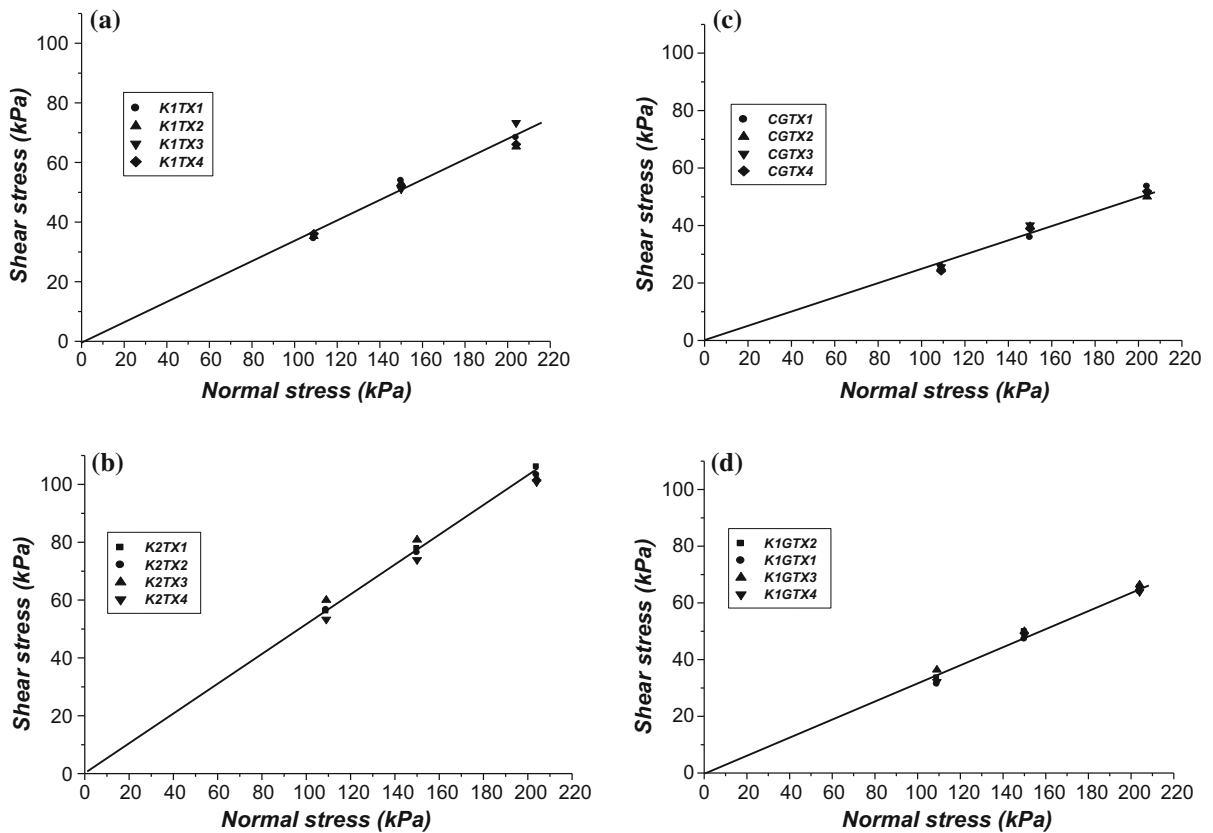 (a)
Shear stress (kPa)
100
80
60
40
20
0
K1TX1
K1TX2
K1TX3
K1TX4
0 20 40 60 80 100 120 140 160 180 200 220
Normal stress (kPa)
(c)
Shear stress (kPa)
100
80
60
40
20
0
CGTX1
CGTX2
CGTX3
CGTX4
0 20 40 60 80 100 120 140 160 180 200 220
Normal stress (kPa)
(b)
Shear stress (kPa)
100
80
60
40
20
0
K2TX1
K2TX2
K2TX3
K2TX4
0 20 40 60 80 100 120 140 160 180 200 220
Normal stress (kPa)
(d)
Shear stress (kPa)
100
80
60
40
20
0
K1GTX2
K1GTX1
K1GTX3
K1GTX4
0 20 40 60 80 100 120 140 160 180 200 220
Normal stress (kPa)